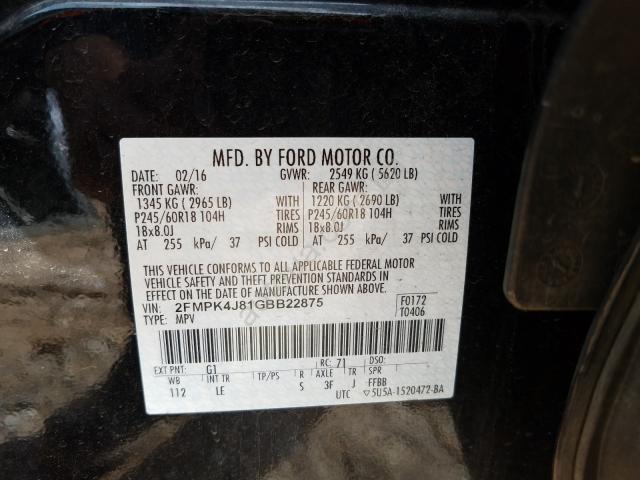 MFD. BY FORD MOTOR CO.
DATE: 02/16 GVWR: 2549 KG ( 5620 LB)
FRONT GAWR: REAR GAWR:
1345 KG ( 2965 LB) WITH 1220 KG ( 2690 LB) WITH
P245/60R18 104H TIRES P245/60R18 104H TIRES
18x8.0J RIMS 18x8.0J RIMS
AT 255 kPa/ 37 PSI COLD AT 255 kPa/ 37 PSI COLD
THIS VEHICLE CONFORMS TO ALL APPLICABLE FEDERAL MOTOR
VEHICLE SAFETY AND THEFT PREVENTION STANDARDS IN
EFFECT ON THE DATE OF MANUFACTURE SHOWN ABOVE.
VIN: 2FMPK4J81GBB22875 F0172
TYPE: MPV T0406
EXT PNT: G1 RC: 71 DSO:
WB INT TR TP/PS R AXLE TR SPR
112 LE S 3F J FFBB
UTC ▽5U5A-1520472-BA